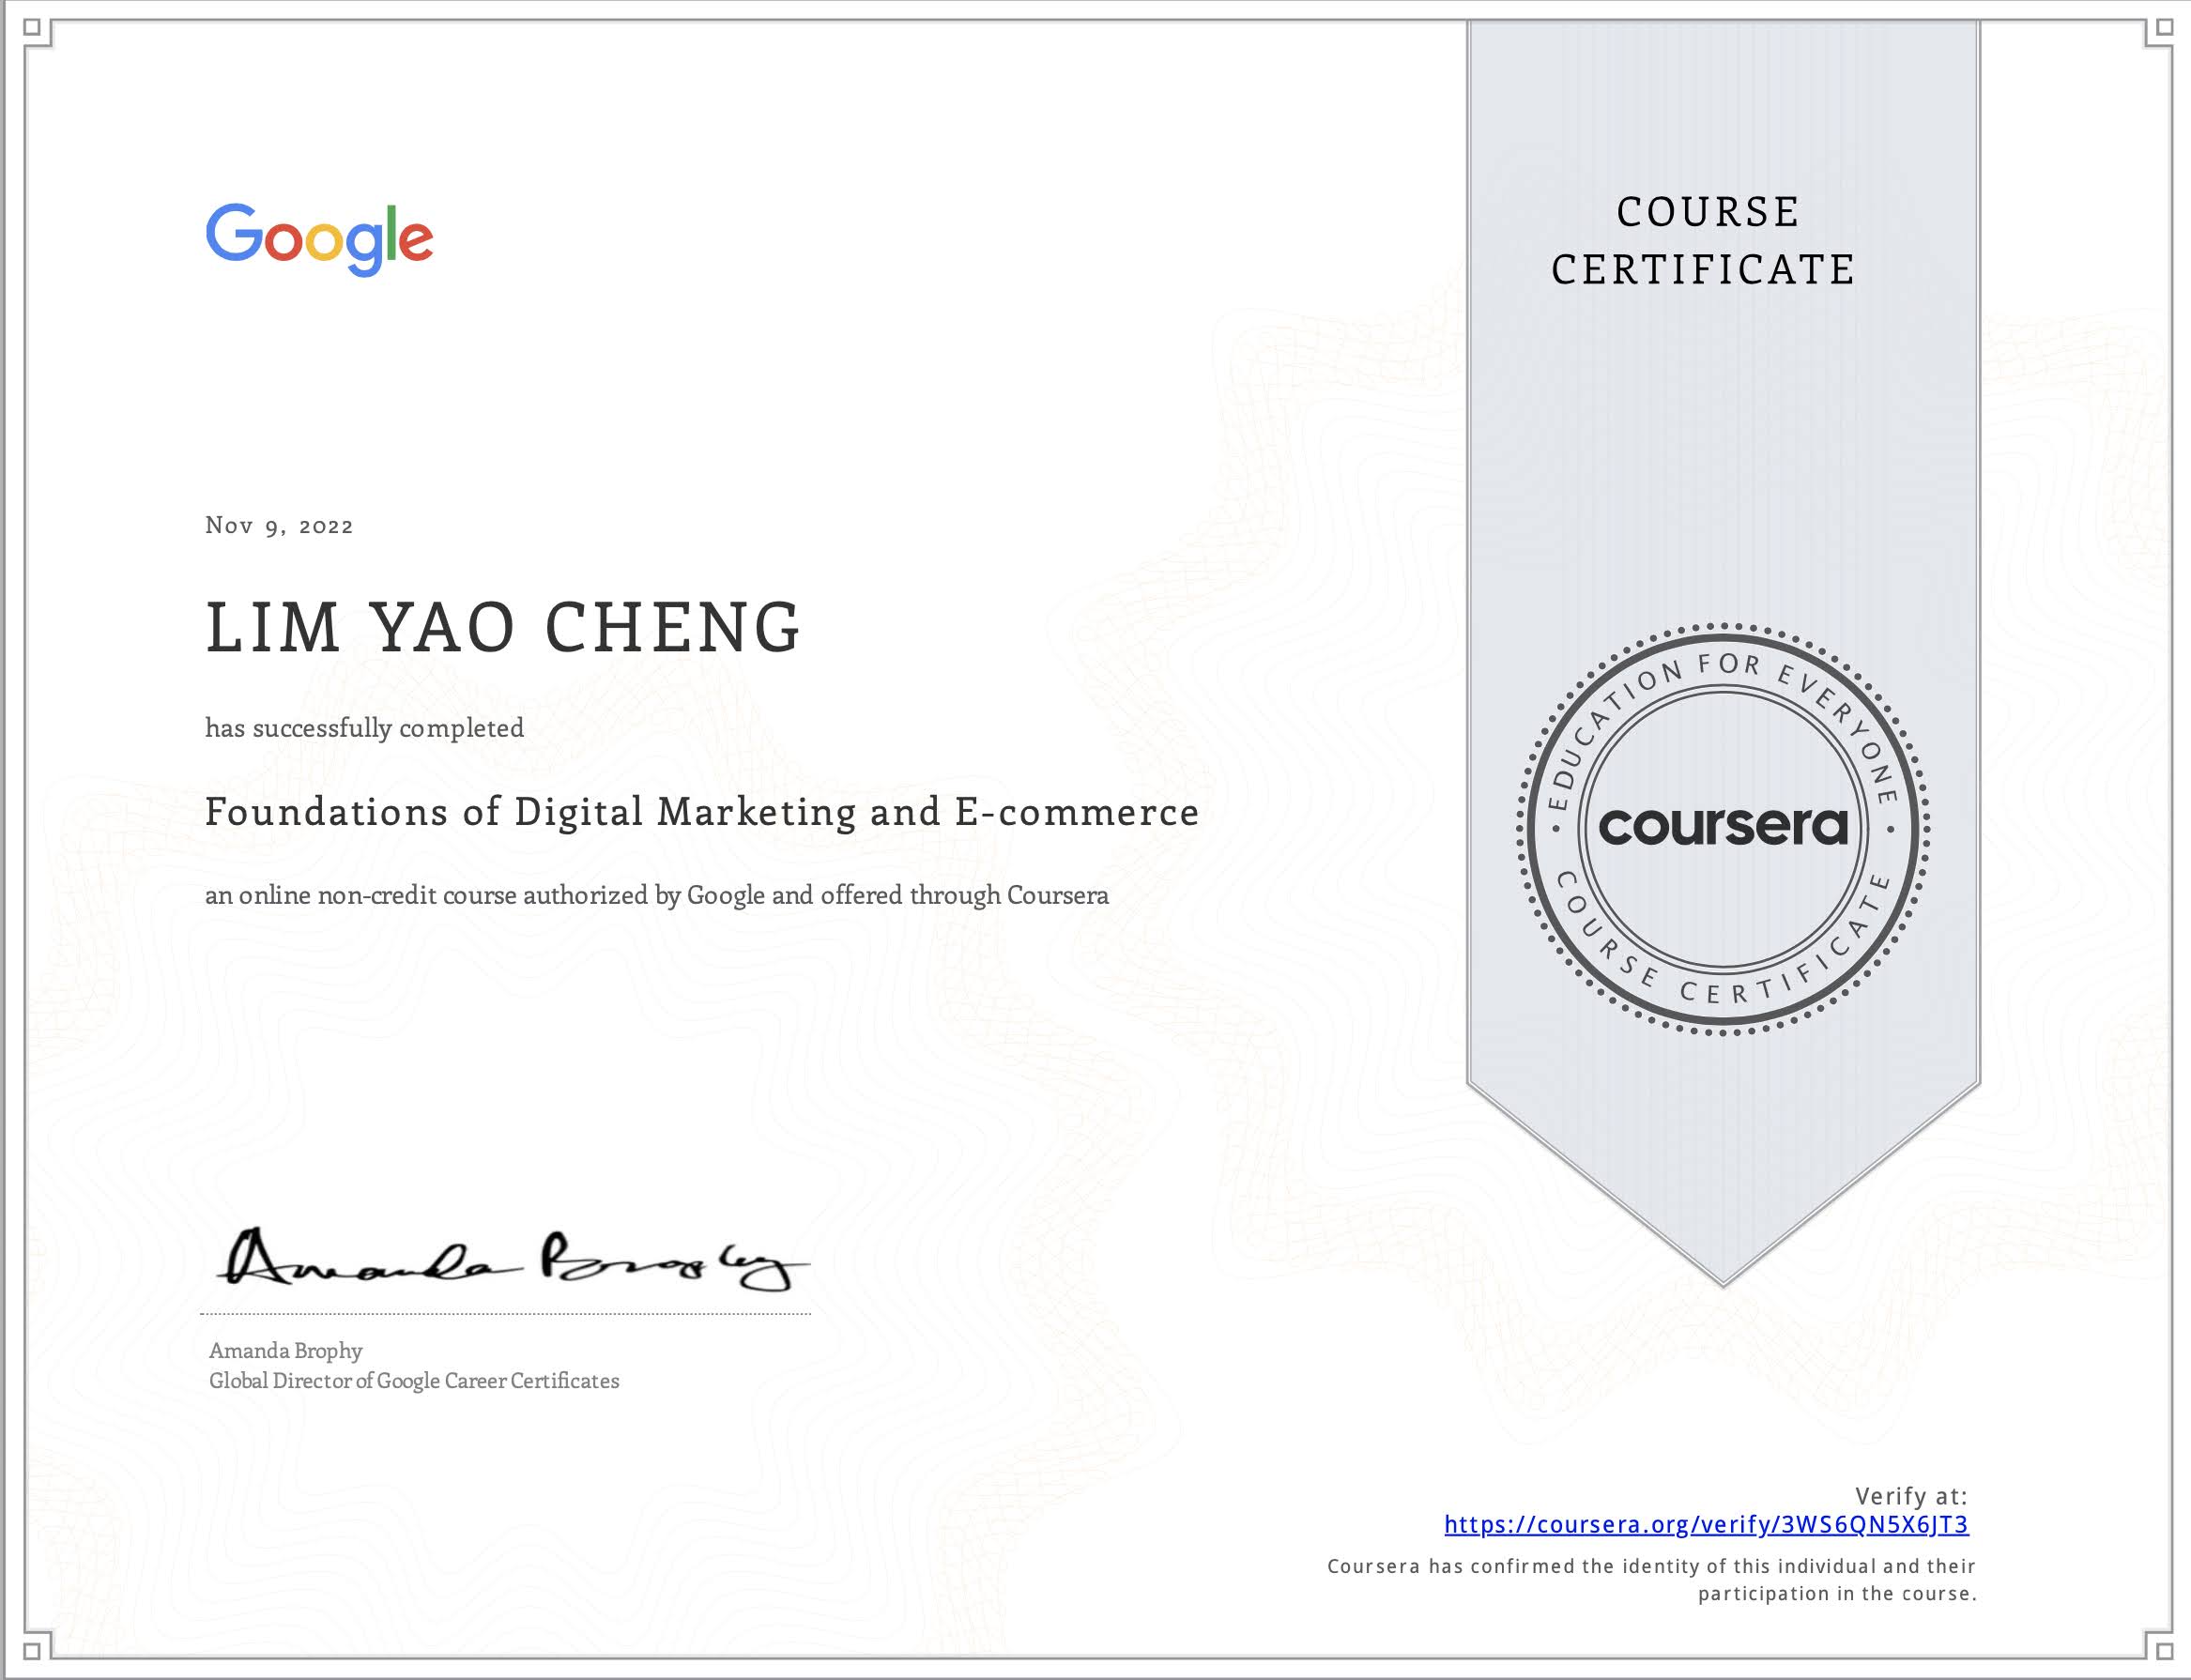 Google
COURSE
CERTIFICATE
Nov 9, 2022
LIM YAO CHENG
has successfully completed
Foundations of Digital Marketing and E-commerce
an online non-credit course authorized by Google and offered through Coursera
EDUCATION FOR EVERYONE
coursera
COURSE CERTIFICATE
Amanda Brophy
Amanda Brophy
Global Director of Google Career Certificates
Verify at:
https://coursera.org/verify/3WS6QN5X6JT3
Coursera has confirmed the identity of this individual and their
participation in the course.